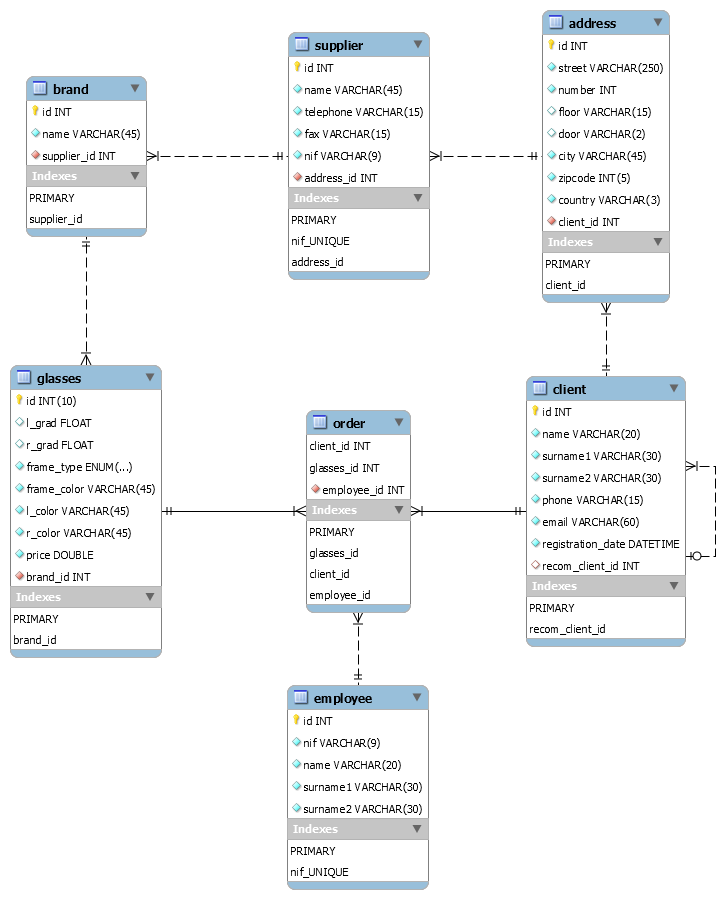 brand
id INT
name VARCHAR(45)
supplier_id INT
Indexes
PRIMARY
supplier_id
supplier
id INT
name VARCHAR(45)
telephone VARCHAR(15)
fax VARCHAR(15)
nif VARCHAR(9)
address_id INT
Indexes
PRIMARY
nif_UNIQUE
address_id
address
id INT
street VARCHAR(250)
number INT
floor VARCHAR(15)
door VARCHAR(2)
city VARCHAR(45)
zipcode INT(5)
country VARCHAR(3)
client_id INT
Indexes
PRIMARY
client_id
glasses
id INT(10)
l_grad FLOAT
r_grad FLOAT
frame_type ENUM(...)
frame_color VARCHAR(45)
l_color VARCHAR(45)
r_color VARCHAR(45)
price DOUBLE
brand_id INT
Indexes
PRIMARY
brand_id
order
client_id INT
glasses_id INT
employee_id INT
Indexes
PRIMARY
glasses_id
client_id
employee_id
client
id INT
name VARCHAR(20)
surname1 VARCHAR(30)
surname2 VARCHAR(30)
phone VARCHAR(15)
email VARCHAR(60)
registration_date DATETIME
recom_client_id INT
Indexes
PRIMARY
recom_client_id
employee
id INT
nif VARCHAR(9)
name VARCHAR(20)
surname1 VARCHAR(30)
surname2 VARCHAR(30)
Indexes
PRIMARY
nif_UNIQUE